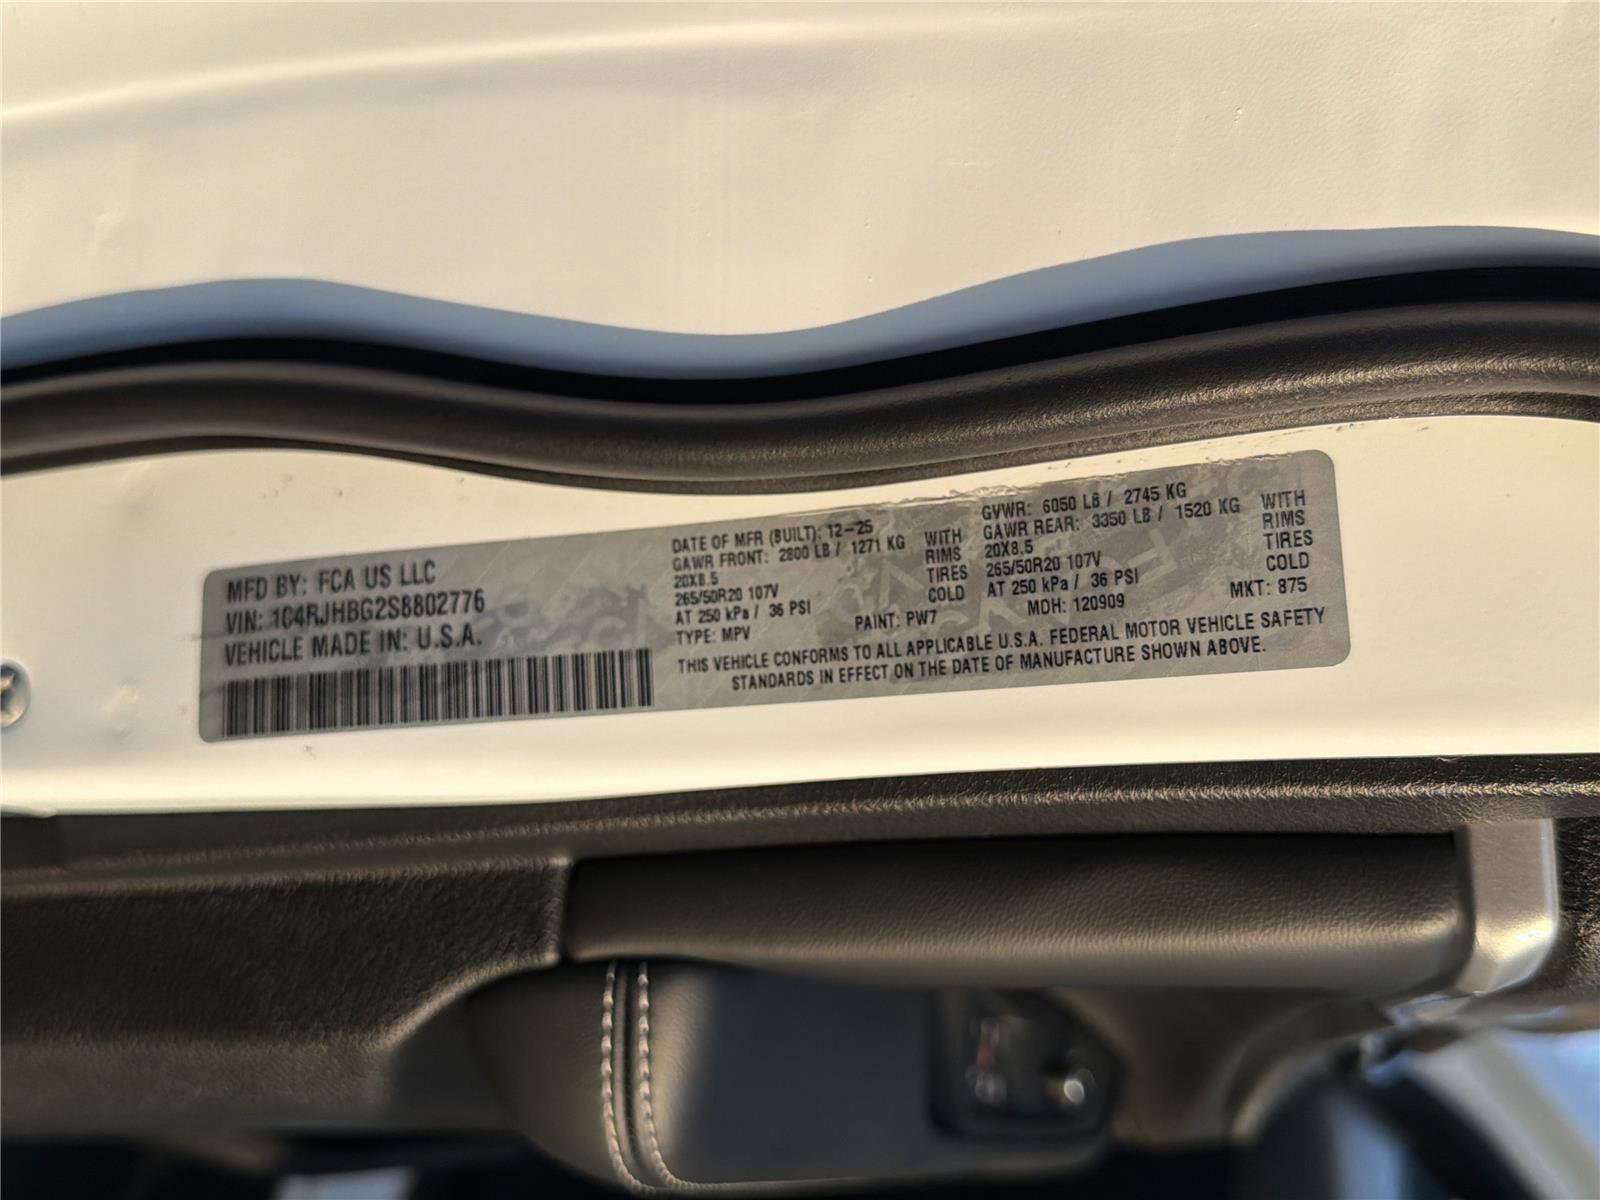 MFD BY: FCA US LLC
VIN: 1C4RJHBG2S8802776
VEHICLE MADE IN: U.S.A.
DATE OF MFR (BUILT): 12-25
GAWR FRONT: 2800 LB / 1271 KG WITH
20X8.5 RIMS
265/50R20 107V TIRES
AT 250 kPa / 36 PSI COLD
TYPE: MPV PAINT: PW7
GVWR: 6050 LB / 2745 KG
GAWR REAR: 3350 LB / 1520 KG WITH
20X8.5 RIMS
265/50R20 107V TIRES
AT 250 kPa / 36 PSI COLD
MDH: 120909 MKT: 875
THIS VEHICLE CONFORMS TO ALL APPLICABLE U.S.A. FEDERAL MOTOR VEHICLE SAFETY
STANDARDS IN EFFECT ON THE DATE OF MANUFACTURE SHOWN ABOVE.